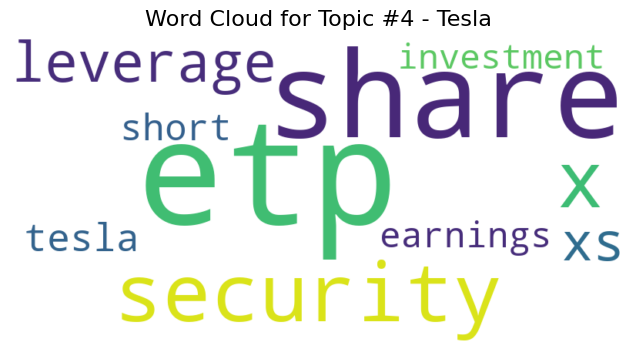 Word Cloud for Topic #4 - Tesla
leverage
share
investment
short
etp
x
tesla
earnings
xs
security